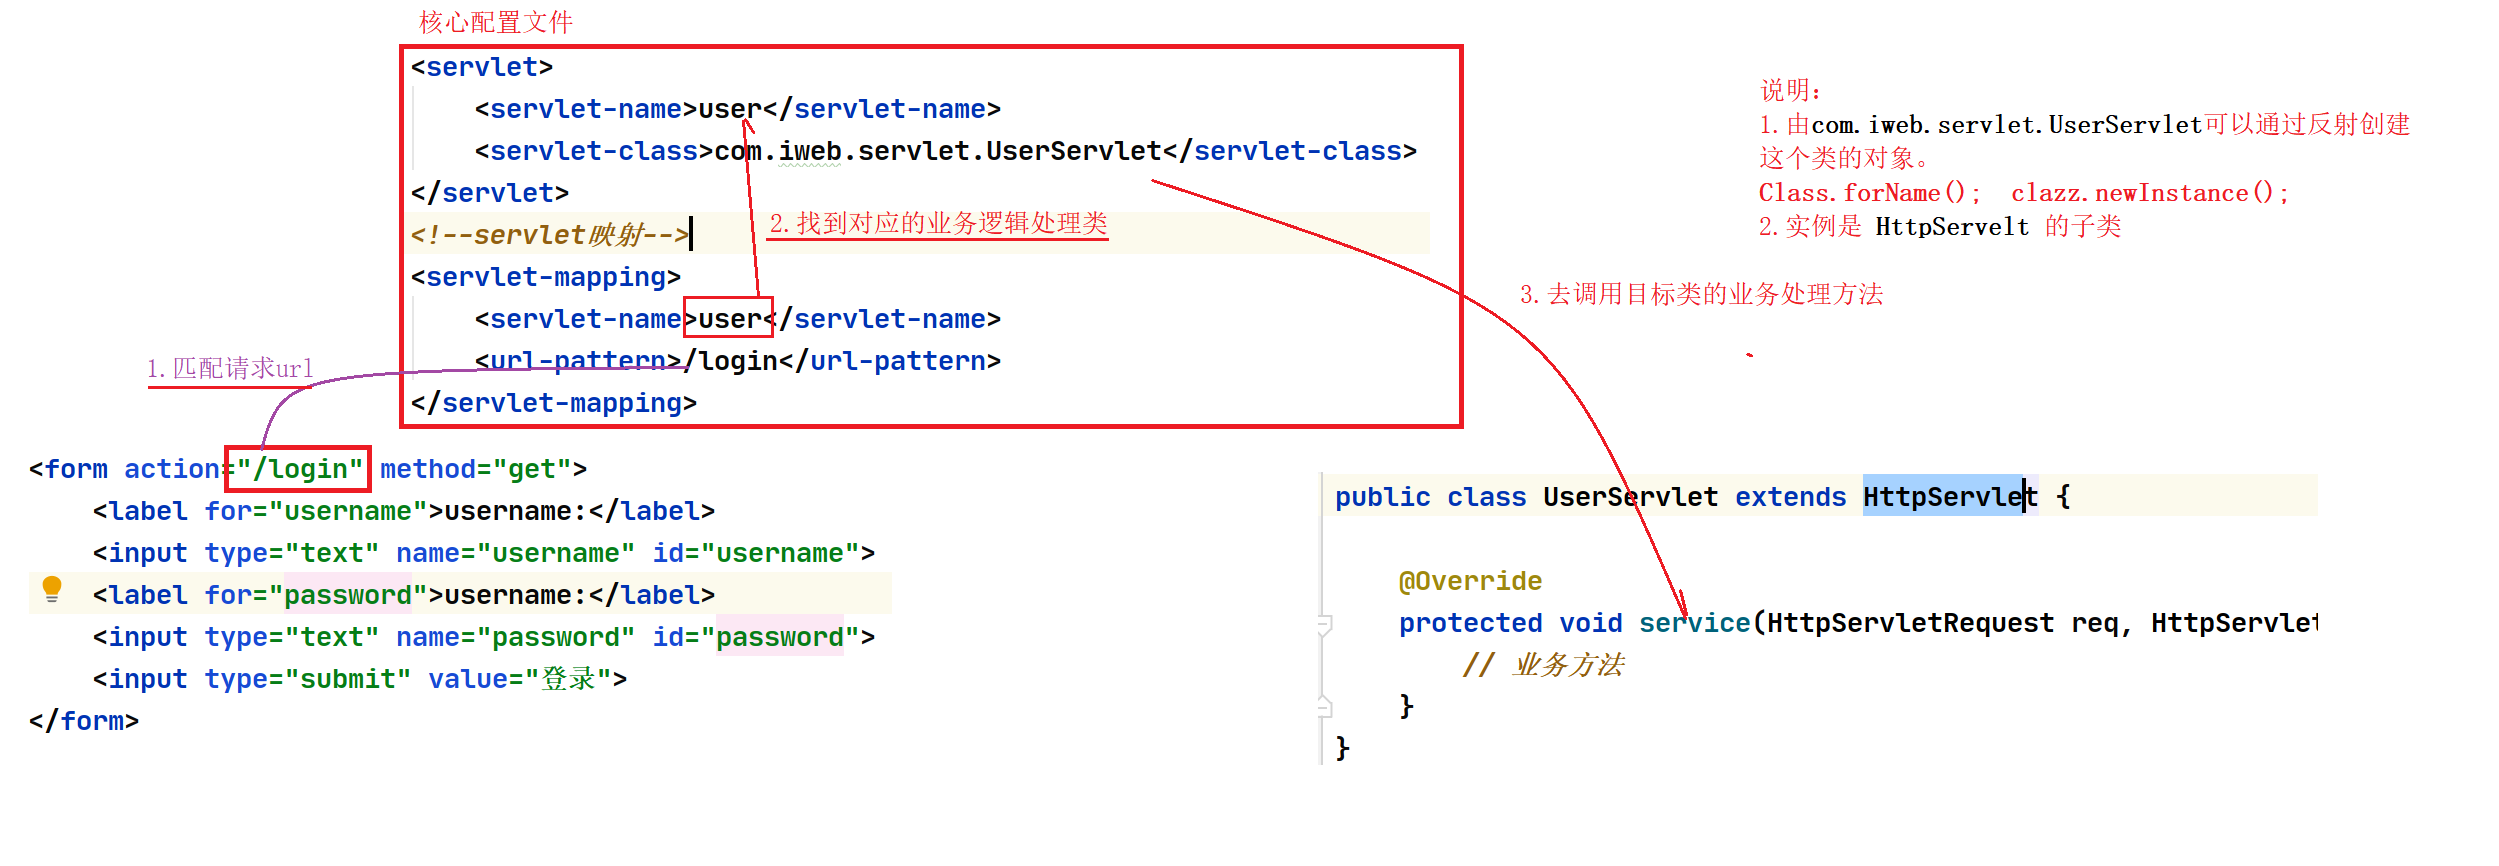 核心配置文件
<servlet>
<servlet-name>user</servlet-name>
<servlet-class>com.iweb.servlet.UserServlet</servlet-class>
</servlet>
<!--servlet映射-->
2.找到对应的业务逻辑处理类
<servlet-mapping>
<servlet-name>user</servlet-name>
<url-pattern>/login</url-pattern>
</servlet-mapping>
说明：
1.由com.iweb.servlet.UserServlet可以通过反射创建
这个类的对象。
Class.forName(); clazz.newInstance();
2.实例是 HttpServelt 的子类
3.去调用目标类的业务处理方法
1.匹配请求url
<form action="/login" method="get">
<label for="username">username:</label>
<input type="text" name="username" id="username">
<label for="password">username:</label>
<input type="text" name="password" id="password">
<input type="submit" value="登录">
</form>
public class UserServlet extends HttpServlet {
@Override
protected void service(HttpServletRequest req, HttpServlet
// 业务方法
}
}